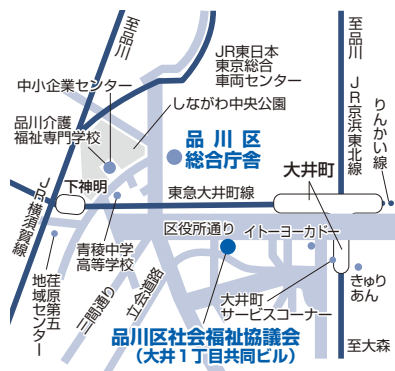 至品川
JR東日本
東京総合
車両センター
至品川
中小企業センター
しながわ中央公園
品川介護
福祉専門学校
JR京浜東北線
りんかい線
品川区
総合庁舎
大井町
下神明
東急大井町線
JR横須賀線
区役所通り
イトーヨーカドー
青稜中学
高等学校
荏原第五
地域センター
三間通り
立会道路
大井町
サービスコーナー
きゅり
あん
品川区社会福祉協議会
（大井1丁目共同ビル）
至大森